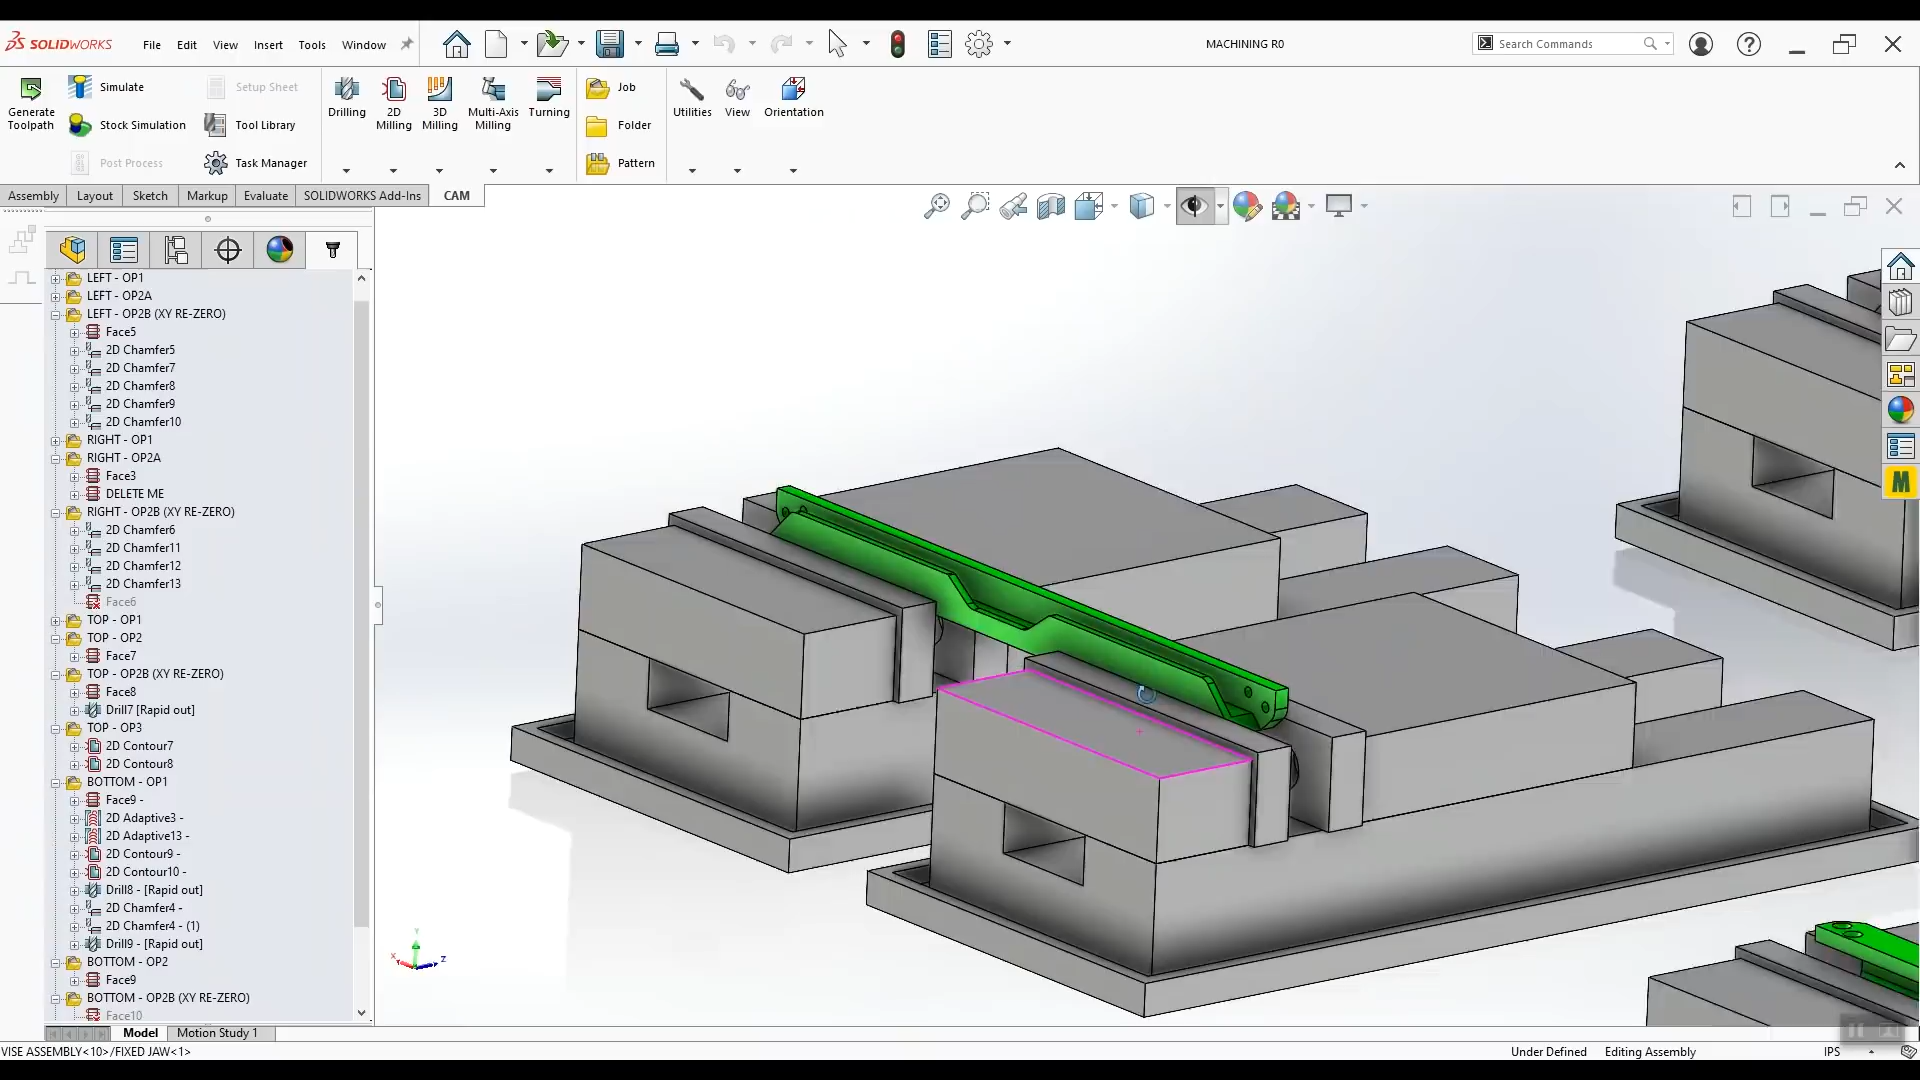 SOLIDWORKS
File Edit View Insert Tools Window
MACHINING R0
Search Commands
Generate Toolpath
Simulate
Stock Simulation
Post Process
Setup Sheet
Tool Library
Task Manager
Drilling
2D Milling
3D Milling
Multi-Axis Milling
Turning
Job
Folder
Pattern
Utilities
View
Orientation
Assembly Layout Sketch Markup Evaluate SOLIDWORKS Add-Ins CAM
LEFT - OP1
LEFT - OP2A
LEFT - OP2B (XY RE-ZERO)
Face5
2D Chamfer5
2D Chamfer7
2D Chamfer8
2D Chamfer9
2D Chamfer10
RIGHT - OP1
RIGHT - OP2A
Face3
DELETE ME
RIGHT - OP2B (XY RE-ZERO)
2D Chamfer6
2D Chamfer11
2D Chamfer12
2D Chamfer13
Face6
TOP - OP1
TOP - OP2
Face7
TOP - OP2B (XY RE-ZERO)
Face8
Drill7 [Rapid out]
TOP - OP3
2D Contour7
2D Contour8
BOTTOM - OP1
Face9 -
2D Adaptive3 -
2D Adaptive13 -
2D Contour9 -
2D Contour10 -
Drill8 - [Rapid out]
2D Chamfer4 -
2D Chamfer4 - (1)
Drill9 - [Rapid out]
BOTTOM - OP2
Face9
BOTTOM - OP2B (XY RE-ZERO)
Face10
Y
X
Z
M
Model Motion Study 1
VISE ASSEMBLY<10>/FIXED JAW<1>
Under Defined Editing Assembly IPS